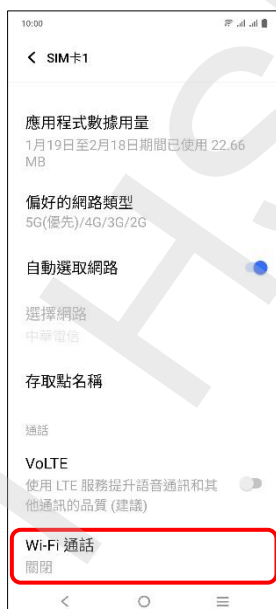 10:00
SIM卡1
應用程式數據用量
1月19日至2月18日期間已使用 22.66
MB
偏好的網路類型
5G(優先)/4G/3G/2G
自動選取網路
選擇網路
中華電信
存取點名稱
通話
VoLTE
使用 LTE 服務提升語音通訊和其
他通訊的品質 (建議)
Wi-Fi 通話
關閉